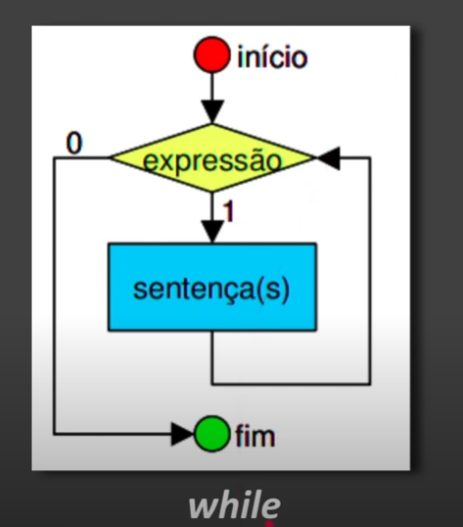 início
0
expressão
1
sentença(s)
fim
while